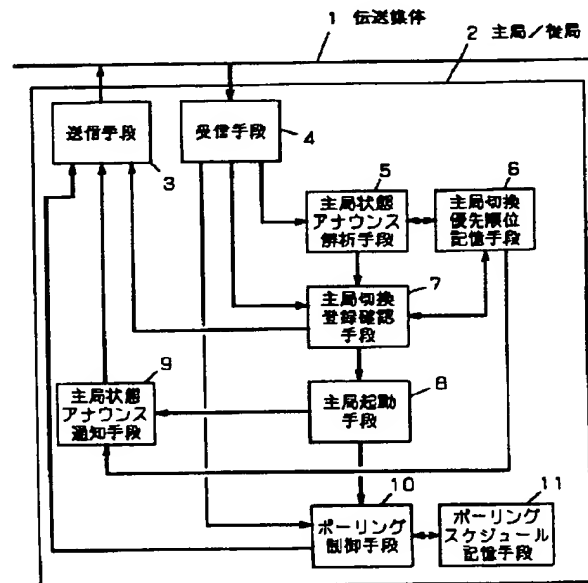 1 伝送媒体
2 主局/従局
送信手段
3
受信手段
4
5
主局状態
アナウンス
解析手段
6
主局切換
優先順位
記憶手段
7
主局切換
登録確認
手段
9
主局状態
アナウンス
通知手段
8
主局起動
手段
10
ポーリング
制御手段
11
ポーリング
スケジュール
記憶手段